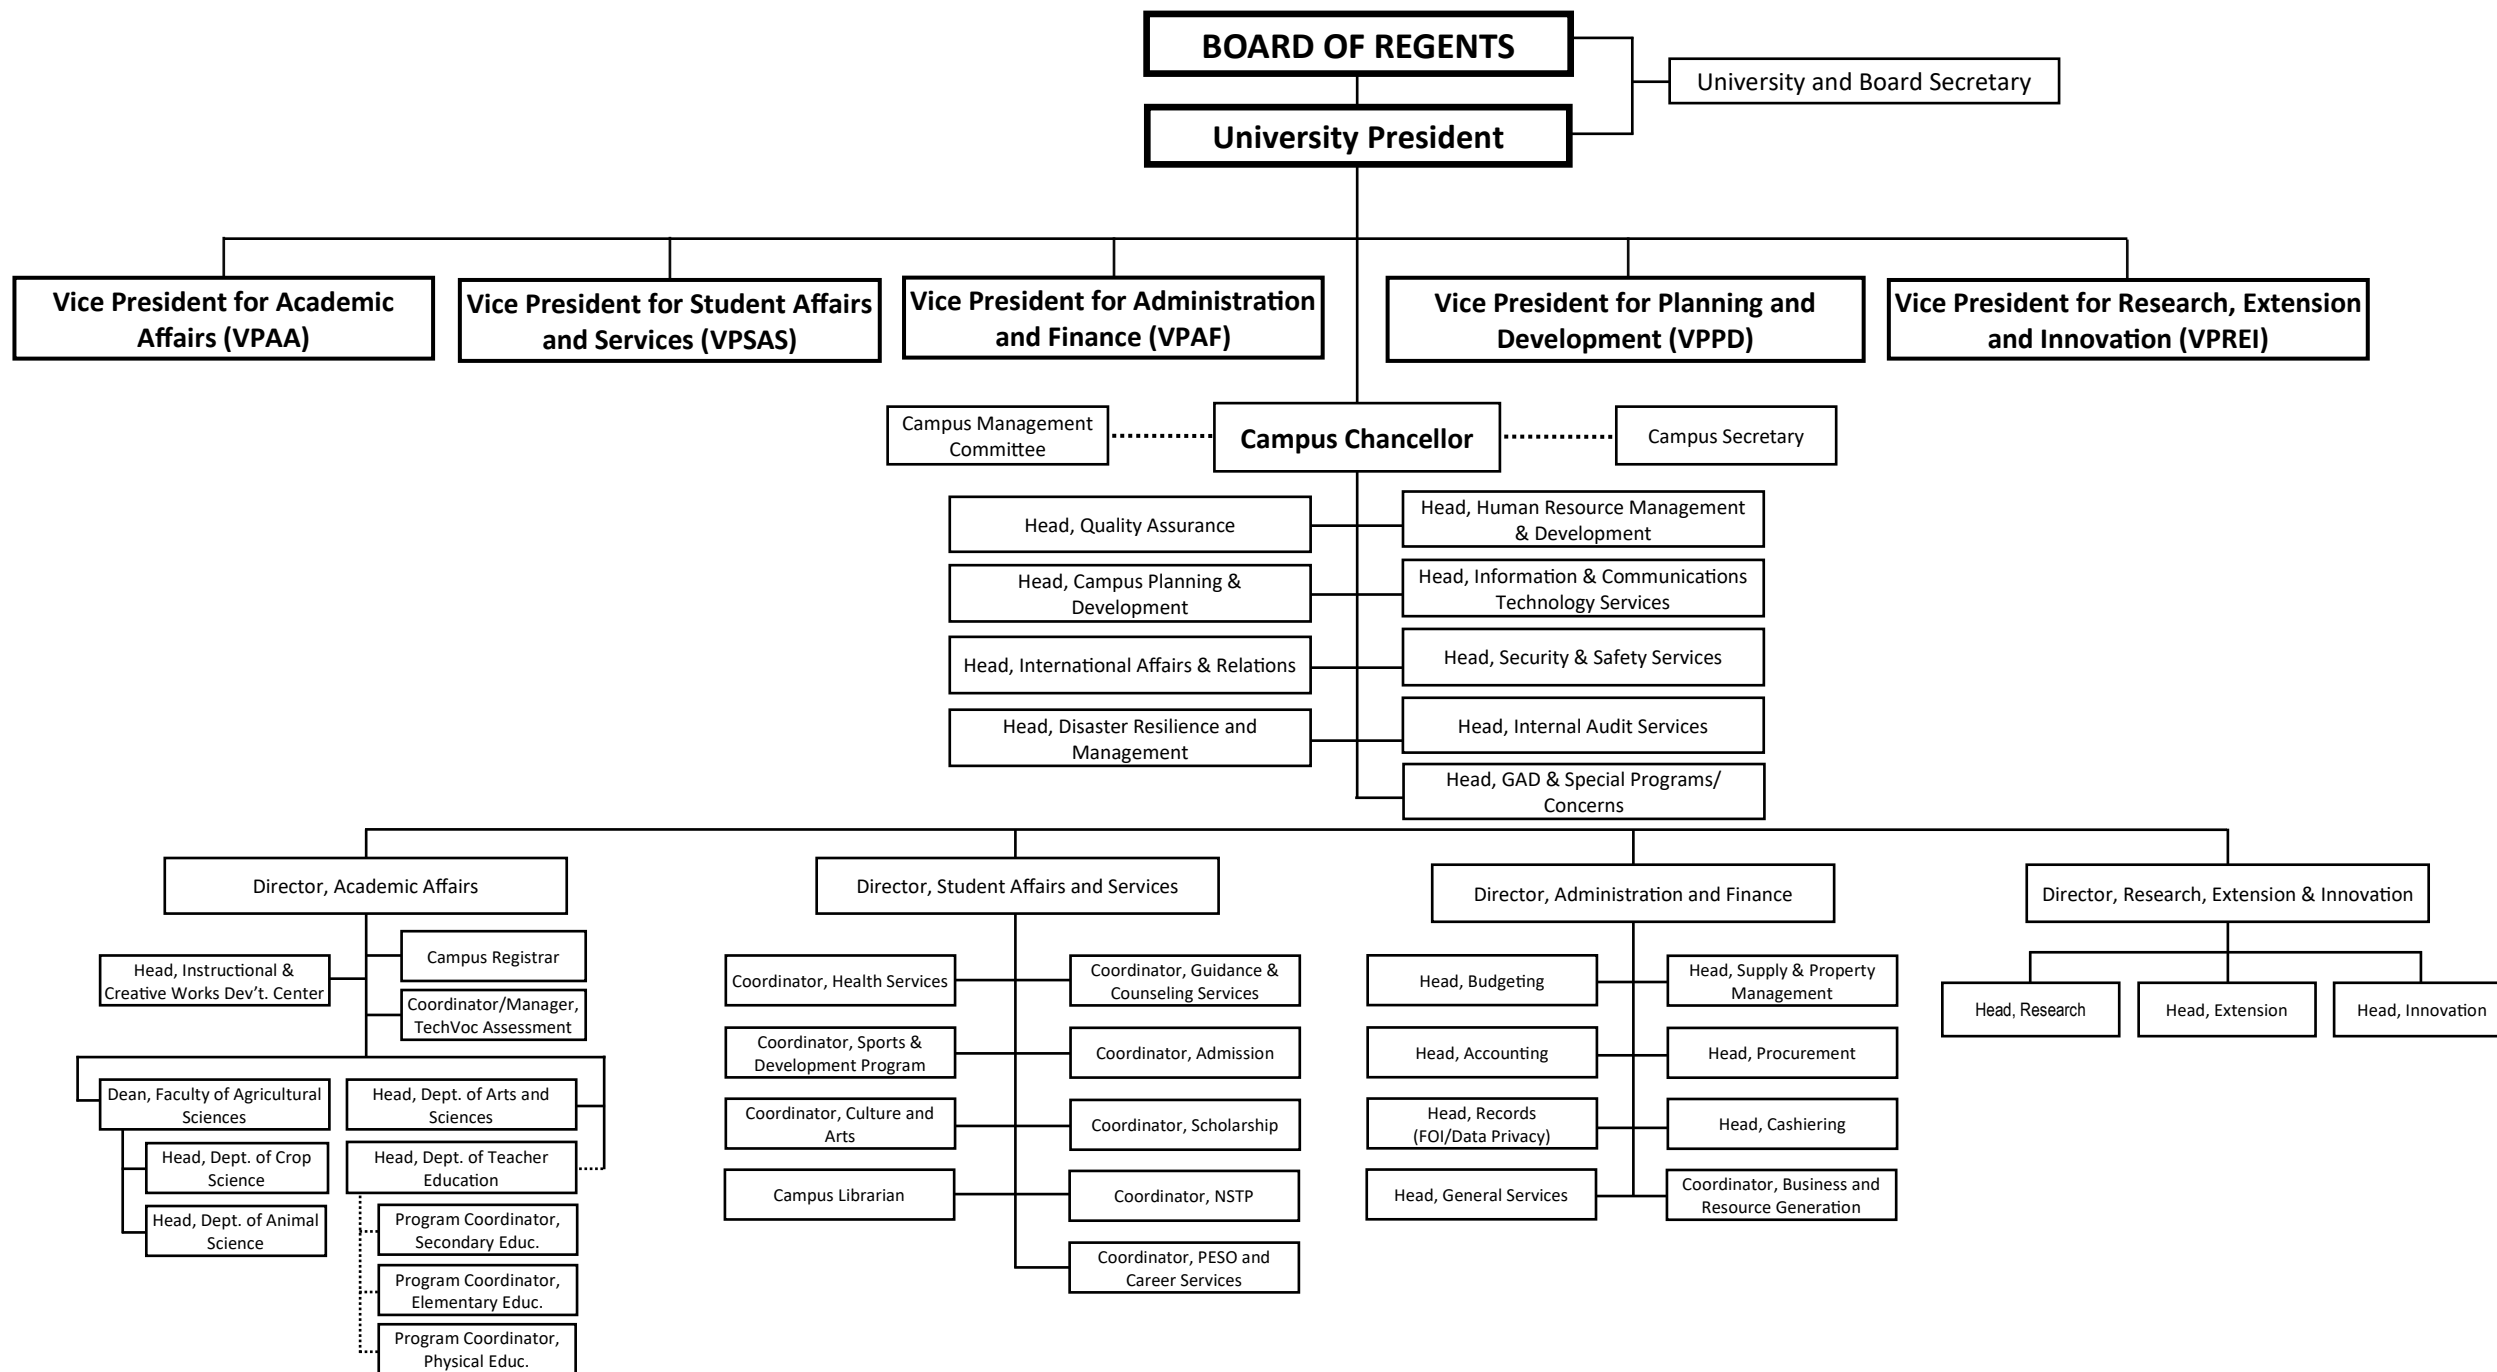 BOARD OF REGENTS
University and Board Secretary
University President
Vice President for Academic
Affairs (VPAA)
Vice President for Student Affairs
and Services (VPSAS)
Vice President for Administration
and Finance (VPAF)
Vice President for Planning and
Development (VPPD)
Vice President for Research, Extension
and Innovation (VPREI)
Campus Management
Committee
Campus Chancellor
Campus Secretary
Head, Quality Assurance
Head, Human Resource Management
& Development
Head, Campus Planning &
Development
Head, Information & Communications
Technology Services
Head, International Affairs & Relations
Head, Security & Safety Services
Head, Disaster Resilience and
Management
Head, Internal Audit Services
Head, GAD & Special Programs/
Concerns
Director, Academic Affairs
Director, Student Affairs and Services
Director, Administration and Finance
Director, Research, Extension & Innovation
Head, Instructional &
Creative Works Dev't. Center
Campus Registrar
Coordinator/Manager,
TechVoc Assessment
Dean, Faculty of Agricultural
Sciences
Head, Dept. of Crop
Science
Head, Dept. of Animal
Science
Head, Dept. of Arts and
Sciences
Head, Dept. of Teacher
Education
Program Coordinator,
Secondary Educ.
Program Coordinator,
Elementary Educ.
Program Coordinator,
Physical Educ.
Coordinator, Health Services
Coordinator, Guidance &
Counseling Services
Coordinator, Sports &
Development Program
Coordinator, Admission
Coordinator, Culture and
Arts
Coordinator, Scholarship
Campus Librarian
Coordinator, NSTP
Coordinator, PESO and
Career Services
Head, Budgeting
Head, Supply & Property
Management
Head, Accounting
Head, Procurement
Head, Records
(FOI/Data Privacy)
Head, Cashiering
Head, General Services
Coordinator, Business and
Resource Generation
Head, Research
Head, Extension
Head, Innovation